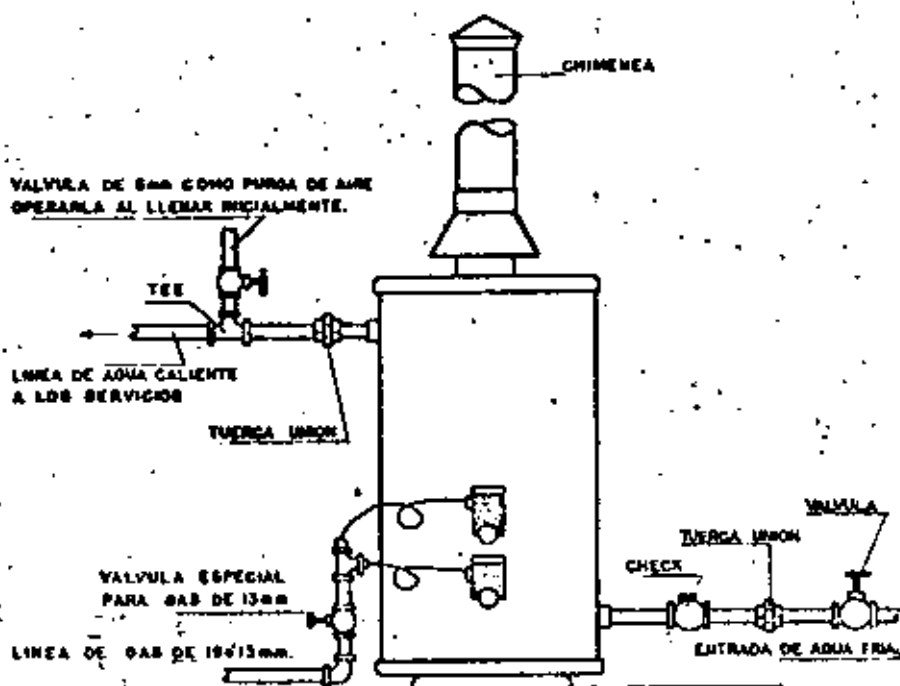 CHIMENEA
VALVULA DE 6mm COMO PURGA DE AIRE
OPERARLA AL LLENAR INICIALMENTE.
TEE
LINEA DE AGUA CALIENTE
A LOS SERVICIOS
TUERCA UNION
VALVULA
TUERCA UNION
CHECK
VALVULA ESPECIAL
PARA GAS DE 13mm
LINEA DE GAS DE
ENTRADA DE AGUA FRIA